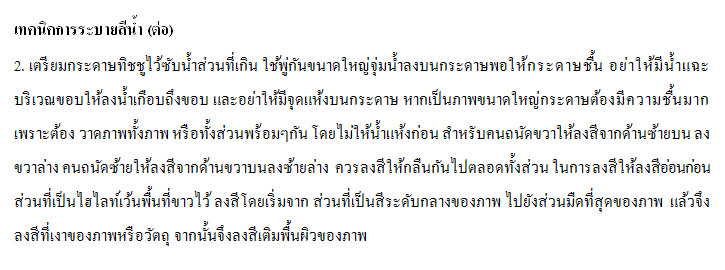 เทคนิคการระบายสีน้ำ (ต่อ)
2. เตรียมกระดาษทิชชูไว้ซับน้ำส่วนที่เกิน ใช้พู่กันขนาดใหญ่จุ่มน้ำลงบนกระดาษพอให้กระดาษชื้น อย่าให้มีน้ำแฉะ
บริเวณขอบให้ลงน้ำเกือบถึงขอบ และอย่าให้มีจุดแห้งบนกระดาษ หากเป็นภาพขนาดใหญ่กระดาษต้องมีความชื้นมาก
เพราะต้อง วาดภาพทั้งภาพ หรือทั้งส่วนพร้อมๆกัน โดยไม่ให้น้ำแห้งก่อน สำหรับคนถนัดขวาให้ลงสีจากด้านซ้ายบน ลง
ขวาล่าง คนถนัดซ้ายให้ลงสีจากด้านขวาบนลงซ้ายล่าง ควรลงสีให้กลืนกันไปตลอดทั้งส่วน ในการลงสีให้ลงสีอ่อนก่อน
ส่วนที่เป็นไฮไลท์เว้นพื้นที่ขาวไว้ ลงสีโดยเริ่มจาก ส่วนที่เป็นสีระดับกลางของภาพ ไปยังส่วนมืดที่สุดของภาพ แล้วจึง
ลงสีที่เงาของภาพหรือวัตถุ จากนั้นจึงลงสีเติมพื้นผิวของภาพ